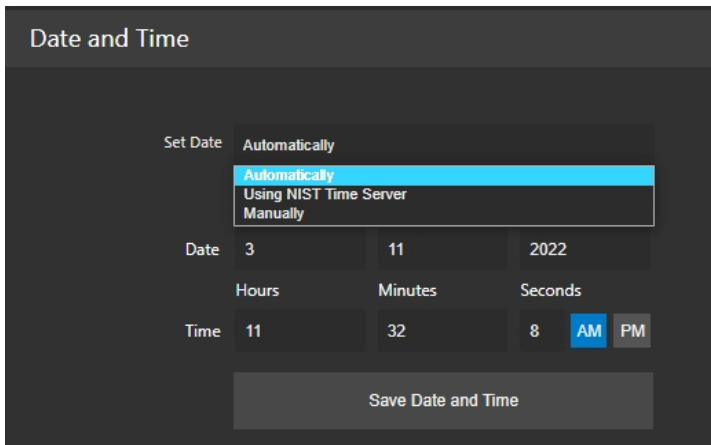 Date and Time
Set Date Automatically
Automatically
Using NIST Time Server
Manually
Date 3 11 2022
Hours Minutes Seconds
Time 11 32 8 AM PM
Save Date and Time